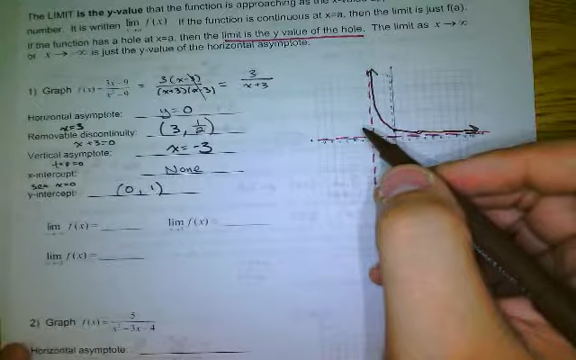 The LIMIT is the y-value that the function is approaching as the
number. It is written lim f(x) If the function is continuous at x=a, then the limit is just f(a).
If the function has a hole at x=a, then the limit is the y value of the hole. The limit as x → ∞
or x → -∞ is just the y-value of the horizontal asymptote.
1) Graph f(x) = 3x-9 / x²-9 = 3(x-3) / (x+3)(x-3) = 3 / x+3
Horizontal asymptote: y=0
x=3
Removable discontinuity: (3, 1/2)
x+3=0
Vertical asymptote: x=-3
x-intercept: None
y-intercept: (0, 1)
lim f(x) = lim f(x) =
lim f(x) =
2) Graph f(x) = 5 / x²-3x-4
Horizontal asymptote: